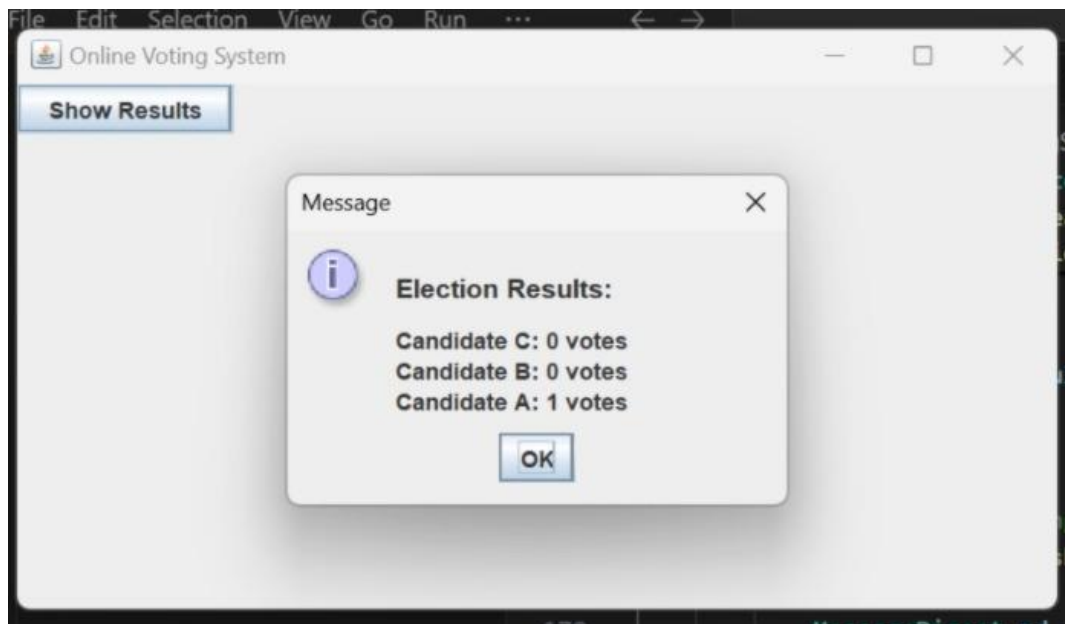 File Edit Selection View Go Run ... ← →
Online Voting System
Show Results
Message
Election Results:
Candidate C: 0 votes
Candidate B: 0 votes
Candidate A: 1 votes
OK